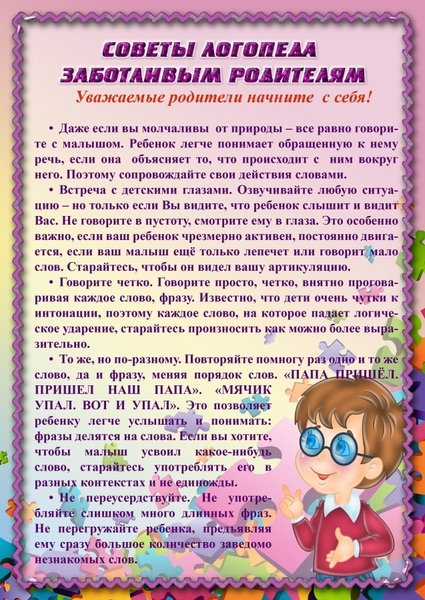 СОВЕТЫ ЛОГОПЕДА
ЗАБОТЛИВЫМ РОДИТЕЛЯМ
Уважаемые родители начните с себя!
• Даже если вы молчаливы от природы – все равно говори-
те с малышом. Ребенок легче понимает обращенную к нему
речь, если она объясняет то, что происходит с ним вокруг
него. Поэтому сопровождайте свои действия словами.
• Встреча с детскими глазами. Озвучивайте любую ситуа-
цию – но только если Вы видите, что ребенок слышит и видит
Вас. Не говорите в пустоту, смотрите ему в глаза. Это особенно
важно, если ваш ребенок чрезмерно активен, постоянно двига-
ется, если ваш малыш ещё только лепечет или говорит мало
слов. Старайтесь, чтобы он видел вашу артикуляцию.
• Говорите четко. Говорите просто, четко, внятно прогова-
ривая каждое слово, фразу. Известно, что дети очень чутки к
интонации, поэтому каждое слово, на которое падает логиче-
ское ударение, старайтесь произносить как можно более выра-
зительно.
• То же, но по-разному. Повторяйте помногу раз одно и то же
слово, да и фразу, меняя порядок слов. «ПАПА ПРИШЁЛ.
ПРИШЕЛ НАШ ПАПА». «МЯЧИК
УПАЛ. ВОТ И УПАЛ». Это позволяет
ребенку легче услышать и понимать:
фразы делятся на слова. Если вы хотите,
чтобы малыш усвоил какое-нибудь
слово, старайтесь употреблять его в
разных контекстах и не единожды.
• Не переусердствуйте. Не употре-
бляйте слишком много длинных фраз.
Не перегружайте ребенка, предъявляя
ему сразу большое количество заведомо
незнакомых слов.